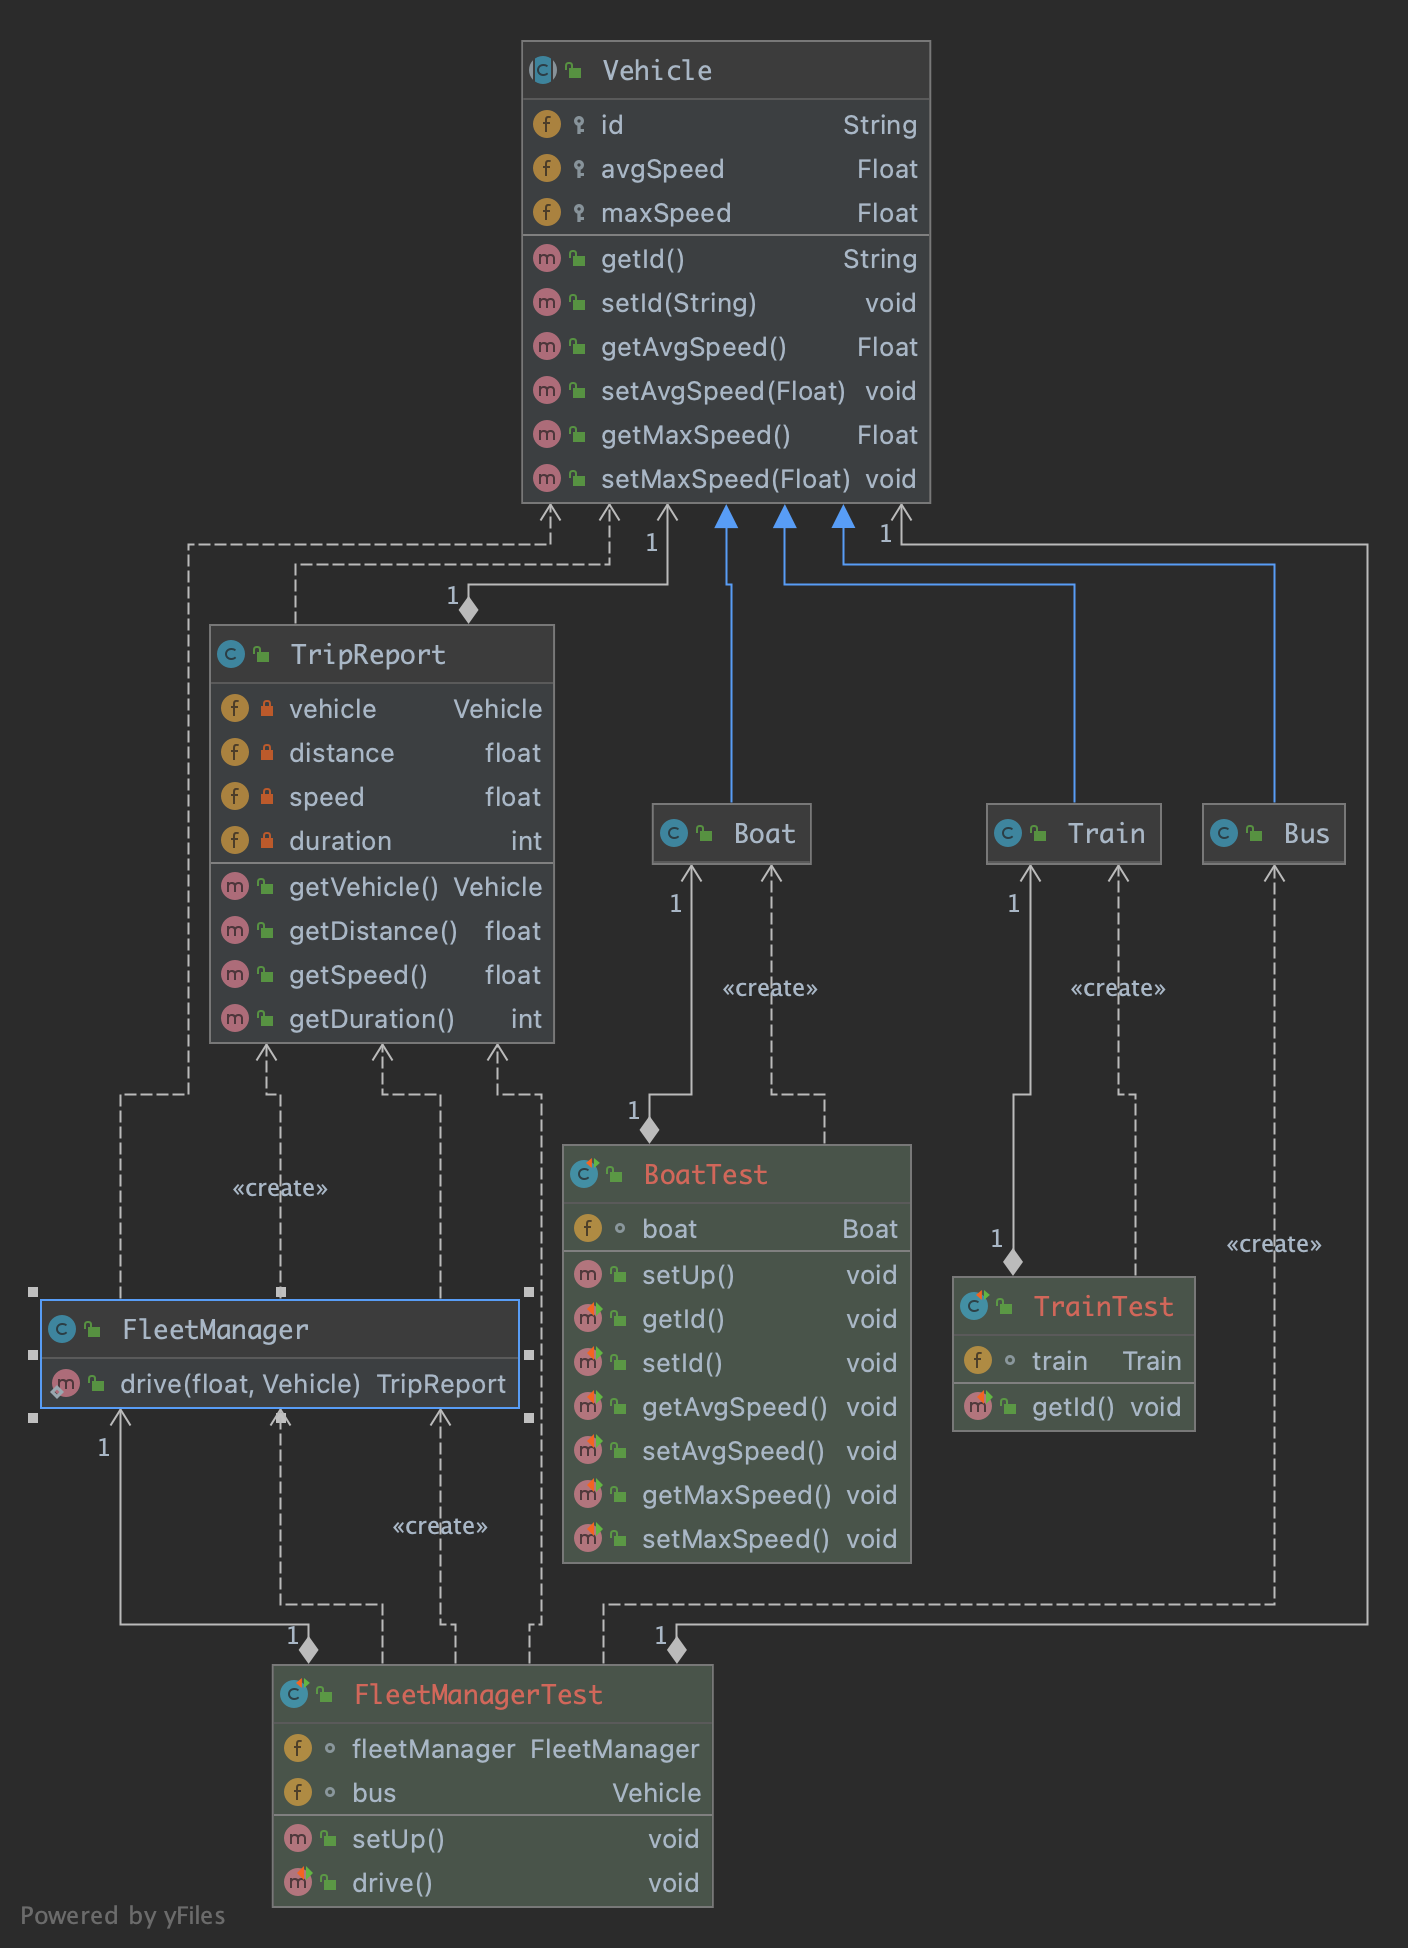 Vehicle
id String
avgSpeed Float
maxSpeed Float
getId() String
setId(String) void
getAvgSpeed() Float
setAvgSpeed(Float) void
getMaxSpeed() Float
setMaxSpeed(Float) void
1
1
1
TripReport
vehicle Vehicle
distance float
speed float
duration int
getVehicle() Vehicle
getDistance() float
getSpeed() float
getDuration() int
Boat
Train
Bus
1
1
«create»
«create»
1
BoatTest
boat Boat
setUp() void
getId() void
setId() void
getAvgSpeed() void
setAvgSpeed() void
getMaxSpeed() void
setMaxSpeed() void
«create»
1
«create»
TrainTest
train Train
getId() void
FleetManager
drive(float, Vehicle) TripReport
1
«create»
1
1
FleetManagerTest
fleetManager FleetManager
bus Vehicle
setUp() void
drive() void
Powered by yFiles